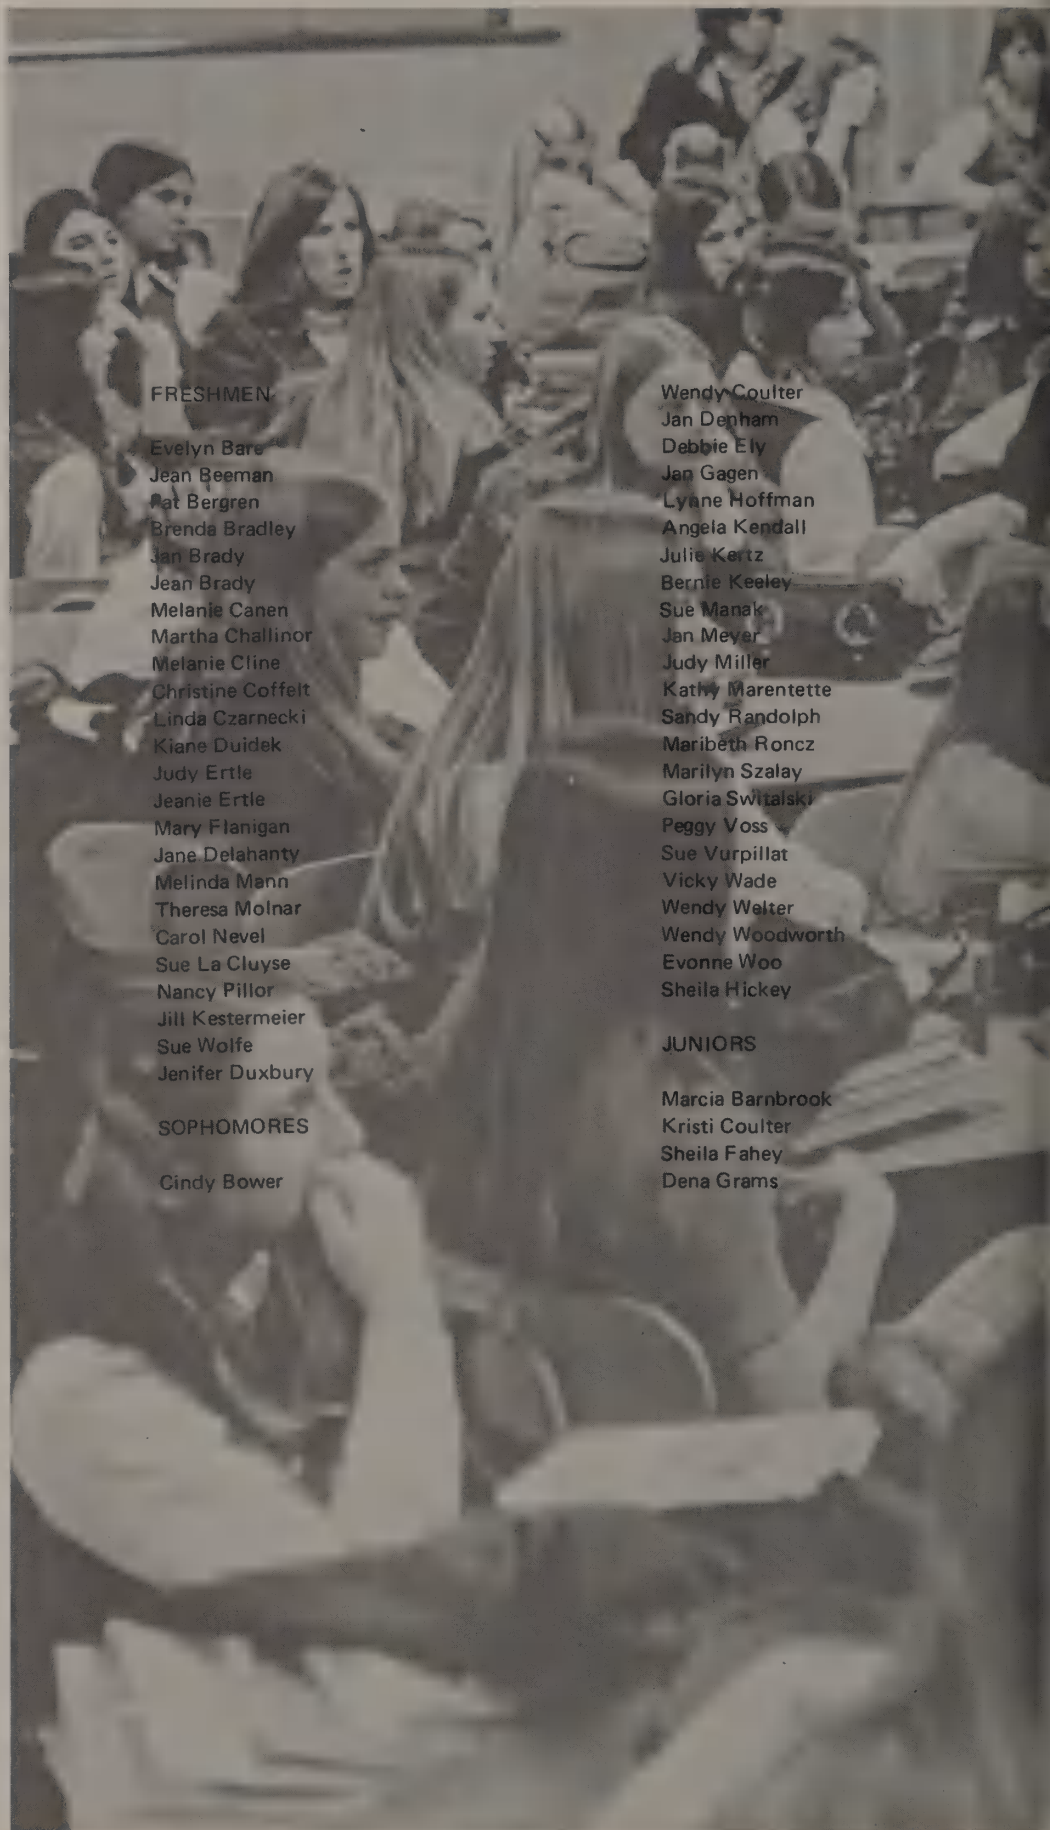 FRESHMEN
Evelyn Bare
Jean Beeman
Pat Bergren
Brenda Bradley
Jan Brady
Jean Brady
Melanie Canen
Martha Challinor
Melanie Cline
Christine Coffelt
Linda Czarnecki
Kiane Duidek
Judy Ertle
Jeanie Ertle
Mary Flanigan
Jane Delahanty
Melinda Mann
Theresa Molnar
Carol Nevel
Sue La Cluyse
Nancy Pillor
Jill Kestermeier
Sue Wolfe
Jenifer Duxbury
SOPHOMORES
Cindy Bower
Wendy Coulter
Jan Denham
Debbie Ely
Jan Gagen
Lynne Hoffman
Angela Kendall
Julie Kertz
Bernie Keeley
Sue Manak
Jan Meyer
Judy Miller
Kathy Marentette
Sandy Randolph
Maribeth Roncz
Marilyn Szalay
Gloria Switalski
Peggy Voss
Sue Vurpillat
Vicky Wade
Wendy Welter
Wendy Woodworth
Evonne Woo
Sheila Hickey
JUNIORS
Marcia Barnbrook
Kristi Coulter
Sheila Fahey
Dena Grams